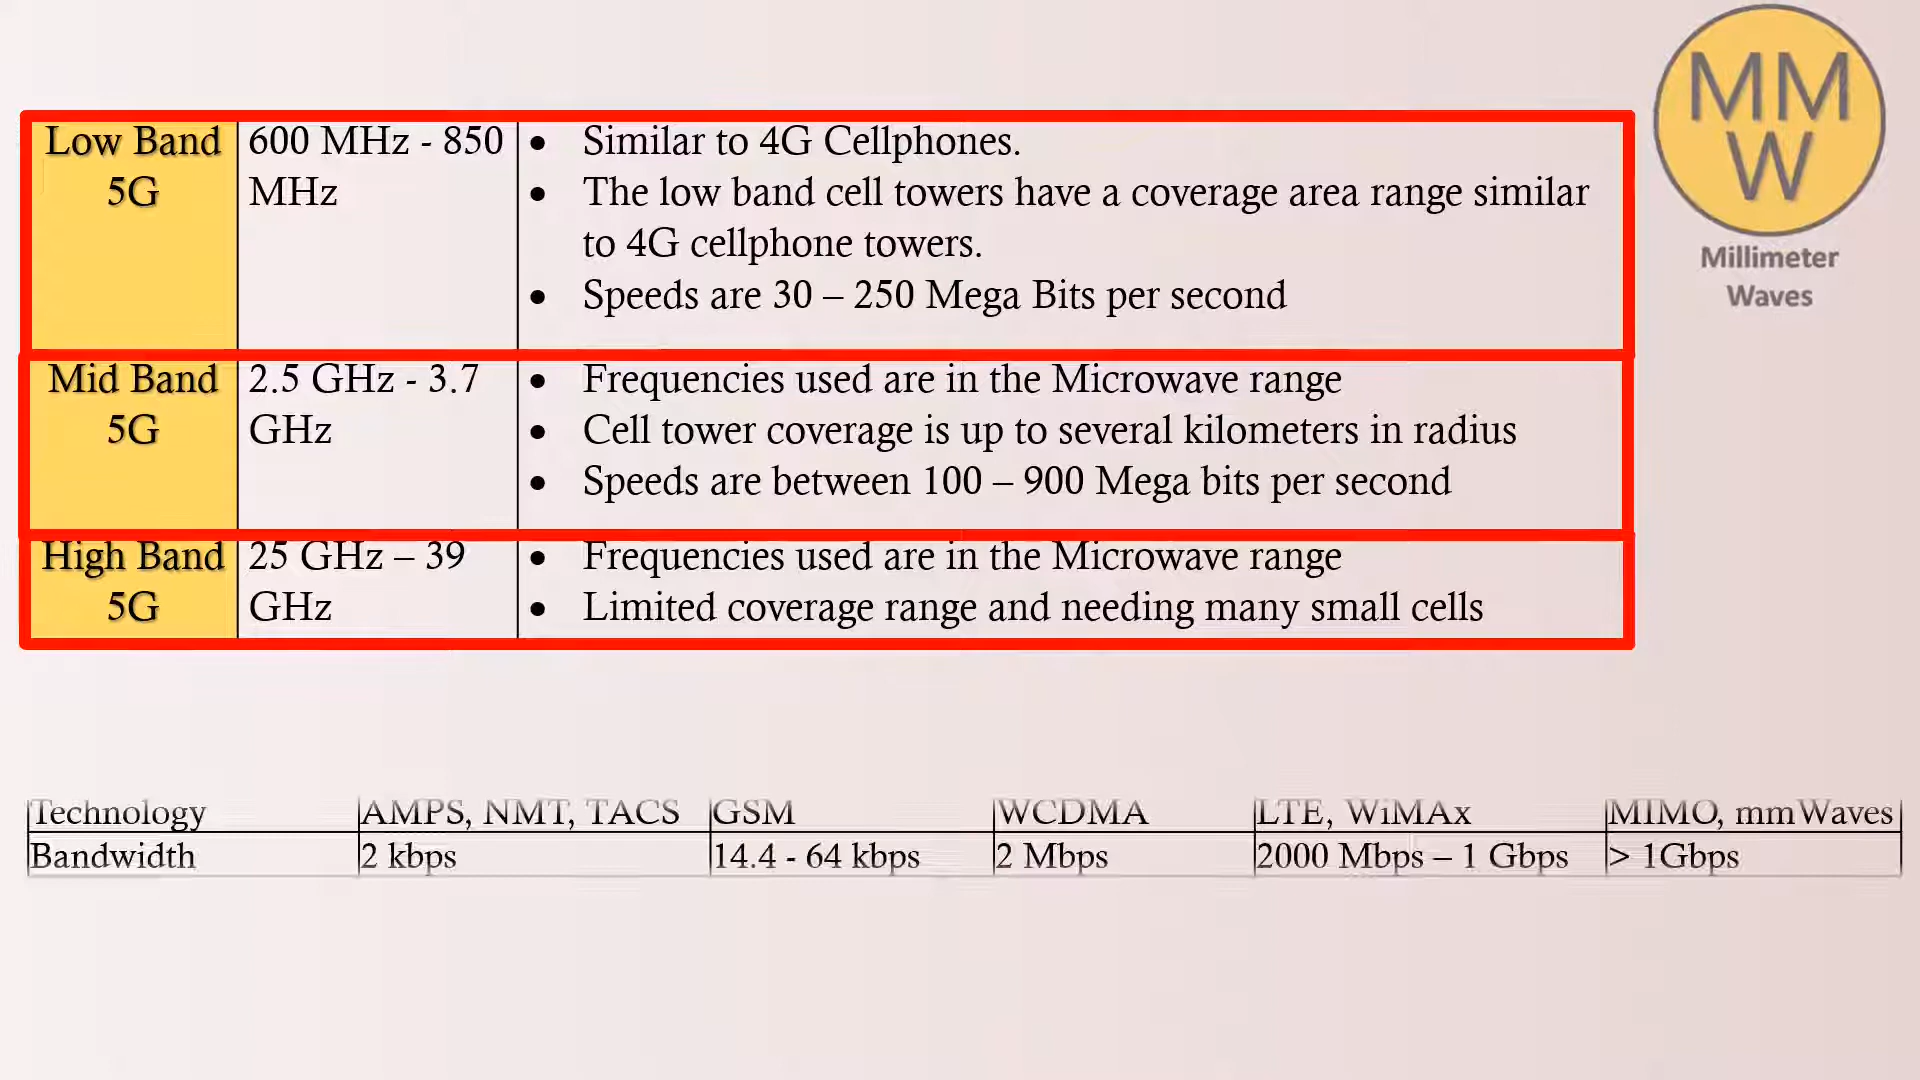 MM
W
Millimeter
Waves
Low Band
5G
600 MHz - 850
MHz
• Similar to 4G Cellphones.
• The low band cell towers have a coverage area range similar
to 4G cellphone towers.
• Speeds are 30 – 250 Mega Bits per second
Mid Band
5G
2.5 GHz - 3.7
GHz
• Frequencies used are in the Microwave range
• Cell tower coverage is up to several kilometers in radius
• Speeds are between 100 – 900 Mega bits per second
High Band
5G
25 GHz – 39
GHz
• Frequencies used are in the Microwave range
• Limited coverage range and needing many small cells
Technology AMPS, NMT, TACS GSM WCDMA LTE, WiMAx MIMO, mmWaves
Bandwidth 2 kbps 14.4 - 64 kbps 2 Mbps 2000 Mbps – 1 Gbps > 1Gbps